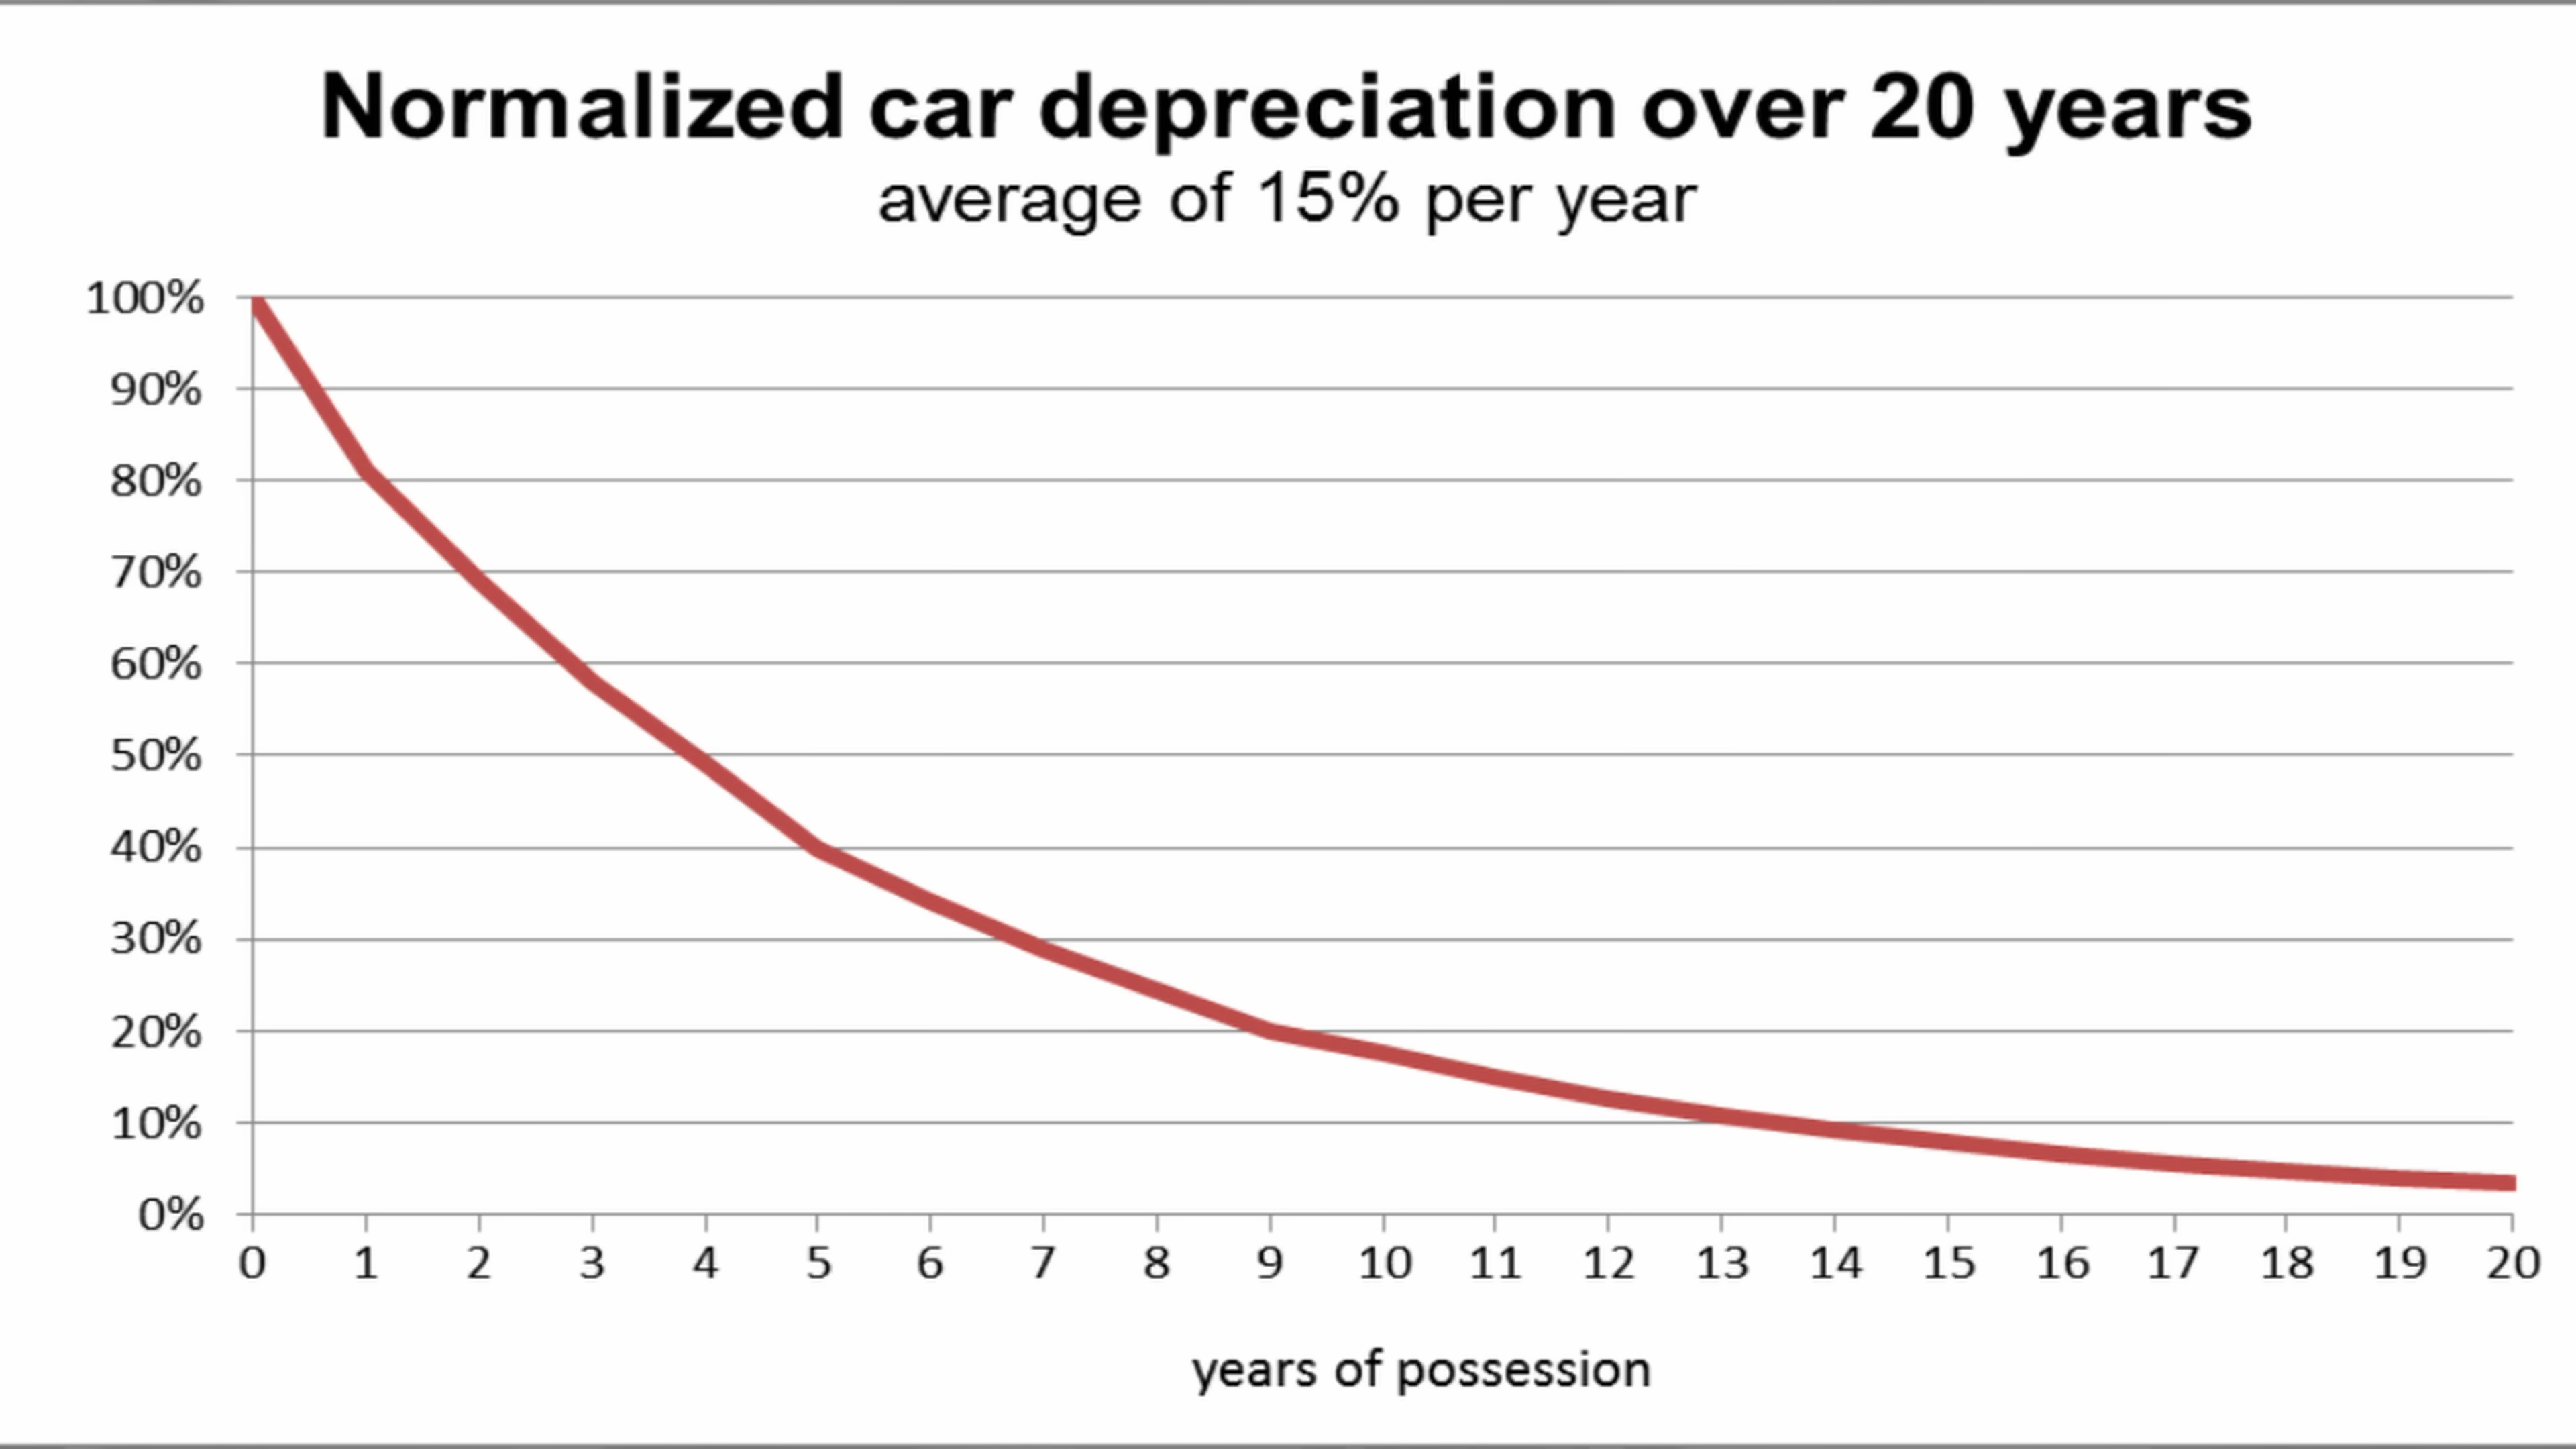 Normalized car depreciation over 20 years
average of 15% per year
100%
90%
80%
70%
60%
50%
40%
30%
20%
10%
0%
0 1 2 3 4 5 6 7 8 9 10 11 12 13 14 15 16 17 18 19 20
years of possession